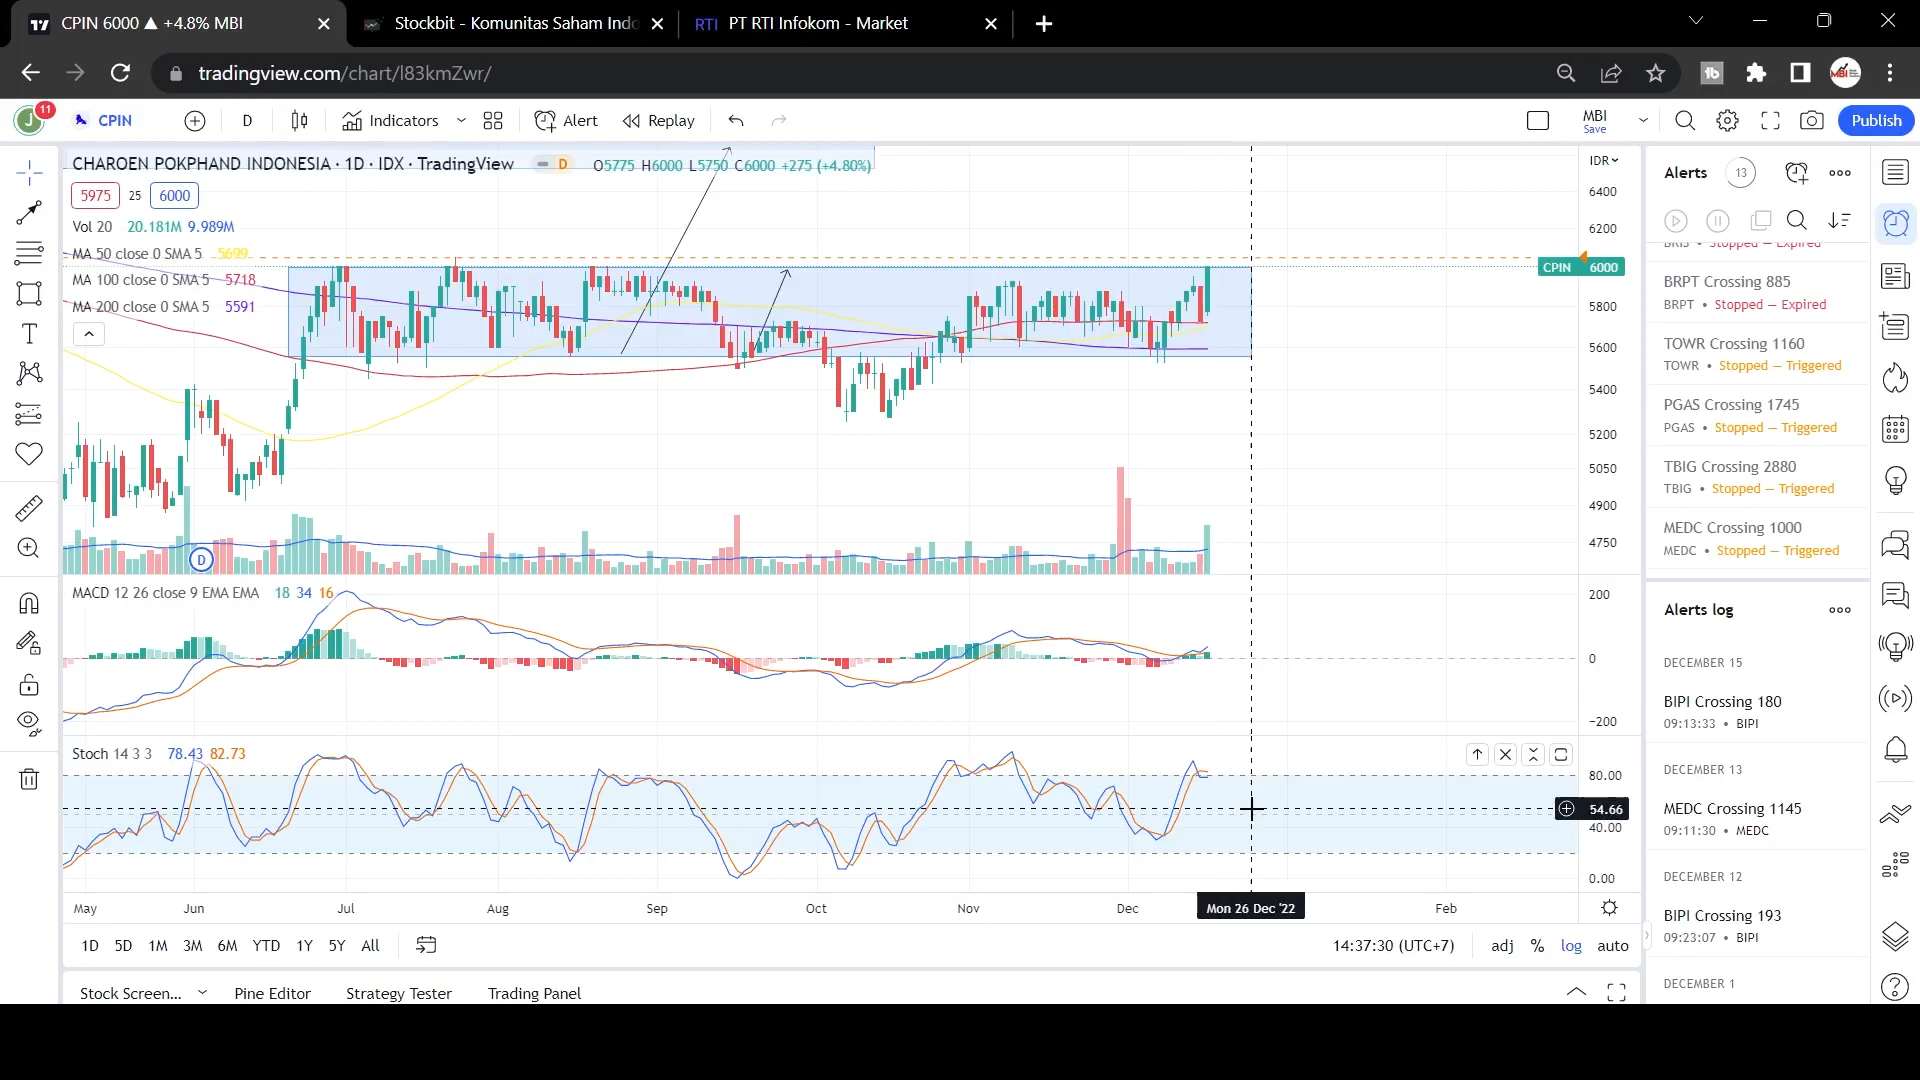 CPIN 6000 ▲ +4.8% MBI
Stockbit - Komunitas Saham Indo
RTI PT RTI Infokom - Market
tradingview.com/chart/l83kmZwr/
J 11 CPIN D Indicators Alert Replay MBI Save Publish
CHAROEN POKPHAND INDONESIA · 1D · IDX · TradingView D O5775 H6000 L5750 C6000 +275 (+4.80%)
5975 25 6000
Vol 20 20.181M 9.989M
MA 50 close 0 SMA 5 5699
MA 100 close 0 SMA 5 5718
MA 200 close 0 SMA 5 5591
IDR
6400
6200
CPIN 6000
5800
5600
5400
5200
5050
4900
4750
D
MACD 12 26 close 9 EMA EMA 18 34 16
200
0
−200
Stoch 14 3 3 78.43 82.73
80.00
54.66
40.00
0.00
May Jun Jul Aug Sep Oct Nov Dec Mon 26 Dec '22 Feb
1D 5D 1M 3M 6M YTD 1Y 5Y All 14:37:30 (UTC+7) adj % log auto
Stock Screen... Pine Editor Strategy Tester Trading Panel
Alerts 13
BRIS • Stopped — Expired
BRPT Crossing 885
BRPT • Stopped — Expired
TOWR Crossing 1160
TOWR • Stopped — Triggered
PGAS Crossing 1745
PGAS • Stopped — Triggered
TBIG Crossing 2880
TBIG • Stopped — Triggered
MEDC Crossing 1000
MEDC • Stopped — Triggered
Alerts log
DECEMBER 15
BIPI Crossing 180
09:13:33 • BIPI
DECEMBER 13
MEDC Crossing 1145
09:11:30 • MEDC
DECEMBER 12
BIPI Crossing 193
09:23:07 • BIPI
DECEMBER 1